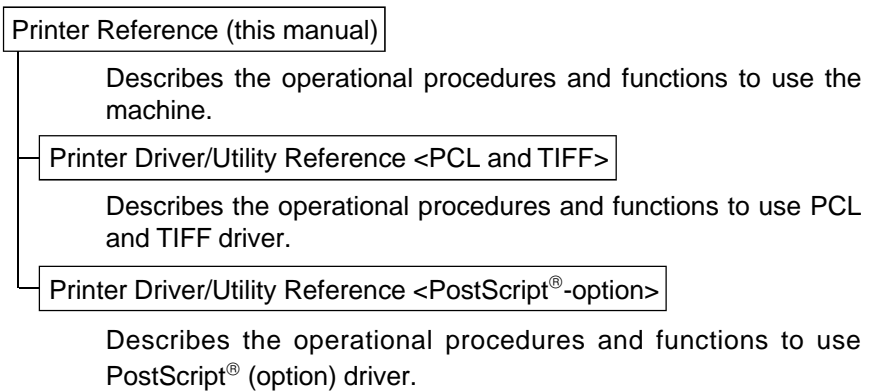 Printer Reference (this manual)
Describes the operational procedures and functions to use the
machine.
Printer Driver/Utility Reference <PCL and TIFF>
Describes the operational procedures and functions to use PCL
and TIFF driver.
Printer Driver/Utility Reference <PostScript®-option>
Describes the operational procedures and functions to use
PostScript® (option) driver.